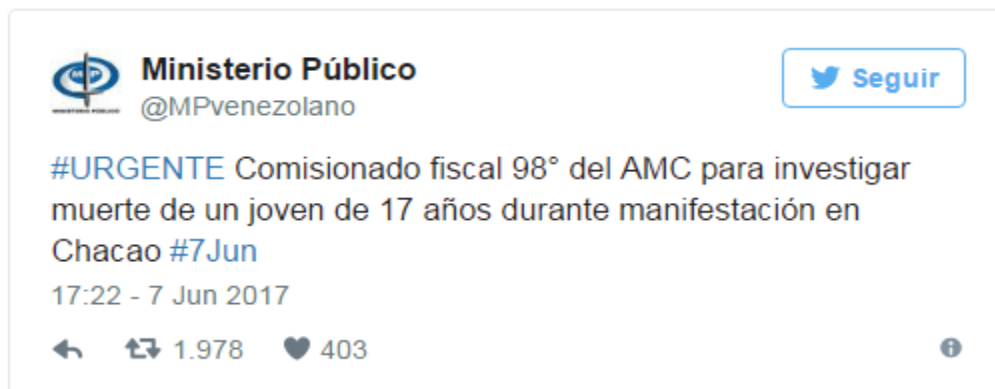 Ministerio Público
@MPvenezolano
Seguir
#URGENTE Comisionado fiscal 98° del AMC para investigar
muerte de un joven de 17 años durante manifestación en
Chacao #7Jun
17:22 - 7 Jun 2017
1.978 403